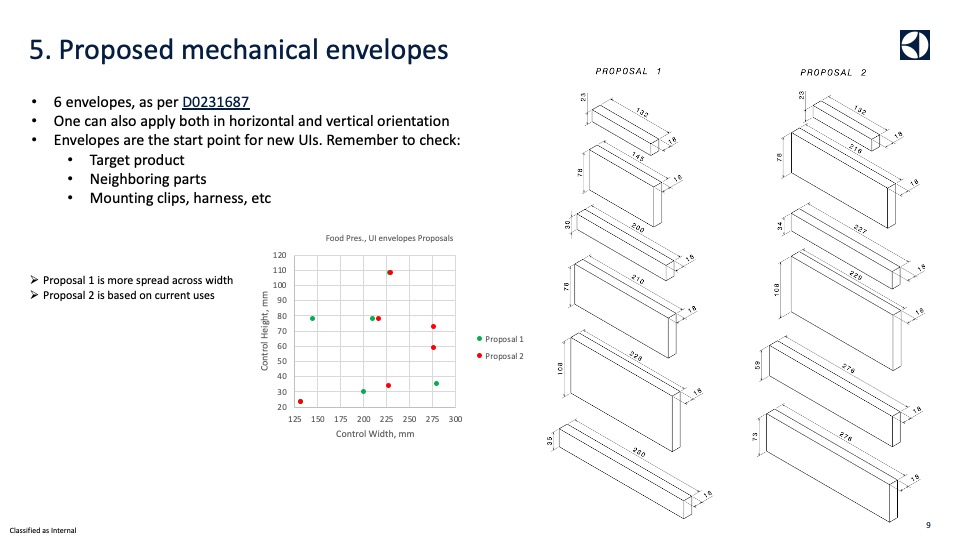 5. Proposed mechanical envelopes
• 6 envelopes, as per D0231687
• One can also apply both in horizontal and vertical orientation
• Envelopes are the start point for new UIs. Remember to check:
• Target product
• Neighboring parts
• Mounting clips, harness, etc
➢ Proposal 1 is more spread across width
➢ Proposal 2 is based on current uses
Food Pres., UI envelopes Proposals
Control Height, mm
120
110
100
90
80
70
60
50
40
30
20
125 150 175 200 225 250 275 300
Control Width, mm
Proposal 1
Proposal 2
PROPOSAL 1
23 132 18
78 145 18
30 200 18
78 210 18
108 229 18
35 280 18
PROPOSAL 2
23 132 18
78 216 18
34 227 18
108 229 18
59 276 18
73 276 18
Classified as Internal
9